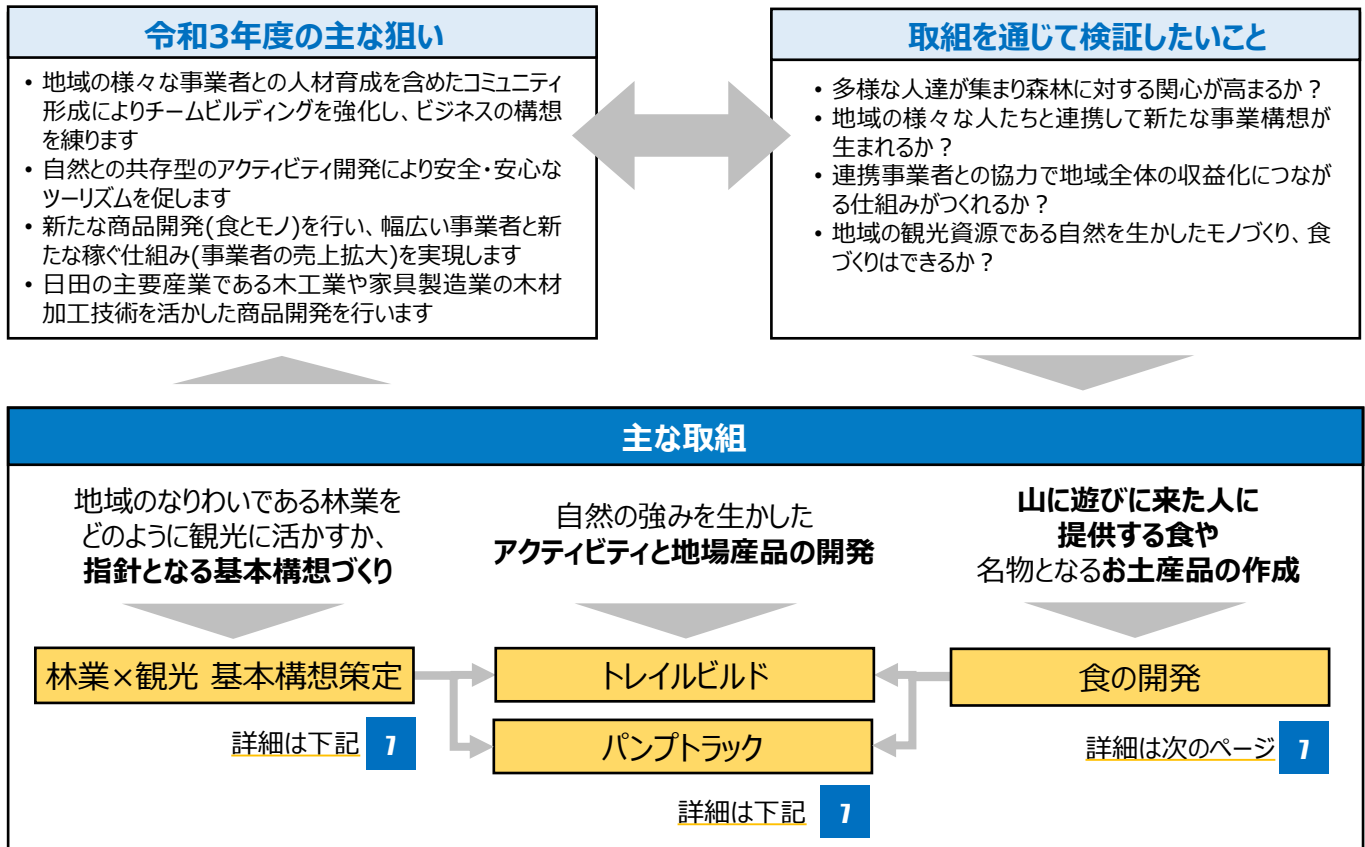 令和3年度の主な狙い
• 地域の様々な事業者との人材育成を含めたコミュニティ
形成によりチームビルディングを強化し、ビジネスの構想
を練ります
• 自然との共存型のアクティビティ開発により安全・安心な
ツーリズムを促します
• 新たな商品開発(食とモノ)を行い、幅広い事業者と新
たな稼ぐ仕組み(事業者の売上拡大)を実現します
• 日田の主要産業である木工業や家具製造業の木材
加工技術を活かした商品開発を行います
取組を通じて検証したいこと
• 多様な人達が集まり森林に対する関心が高まるか？
• 地域の様々な人たちと連携して新たな事業構想が
生まれるか？
• 連携事業者との協力で地域全体の収益化につなが
る仕組みがつくれるか？
• 地域の観光資源である自然を生かしたモノづくり、食
づくりはできるか？
主な取組
地域のなりわいである林業を
どのように観光に活かすか、
指針となる基本構想づくり
林業×観光 基本構想策定
詳細は下記 7
自然の強みを生かした
アクティビティと地場産品の開発
トレイルビルド
パンプトラック
詳細は下記 7
山に遊びに来た人に
提供する食や
名物となるお土産品の作成
食の開発
詳細は次のページ 7